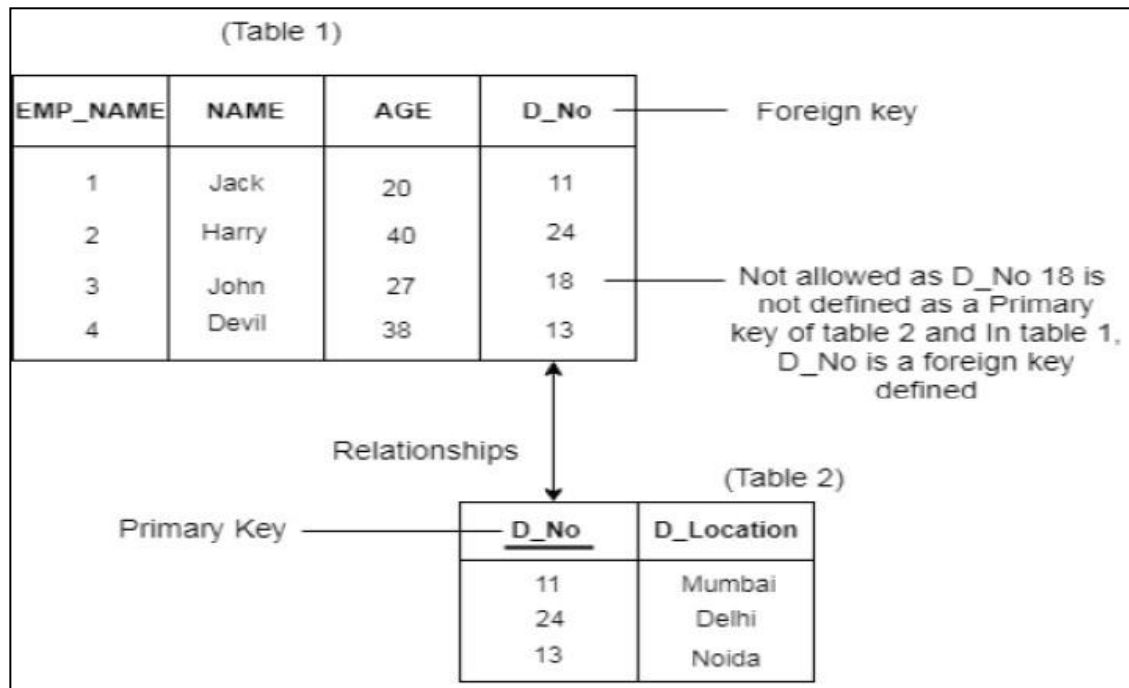 (Table 1)
EMP_NAME NAME AGE D_No Foreign key
1 Jack 20 11
2 Harry 40 24
3 John 27 18 Not allowed as D_No 18 is
not defined as a Primary
4 Devil 38 13 key of table 2 and In table 1,
D_No is a foreign key
defined
Relationships
(Table 2)
Primary Key D_No D_Location
11 Mumbai
24 Delhi
13 Noida